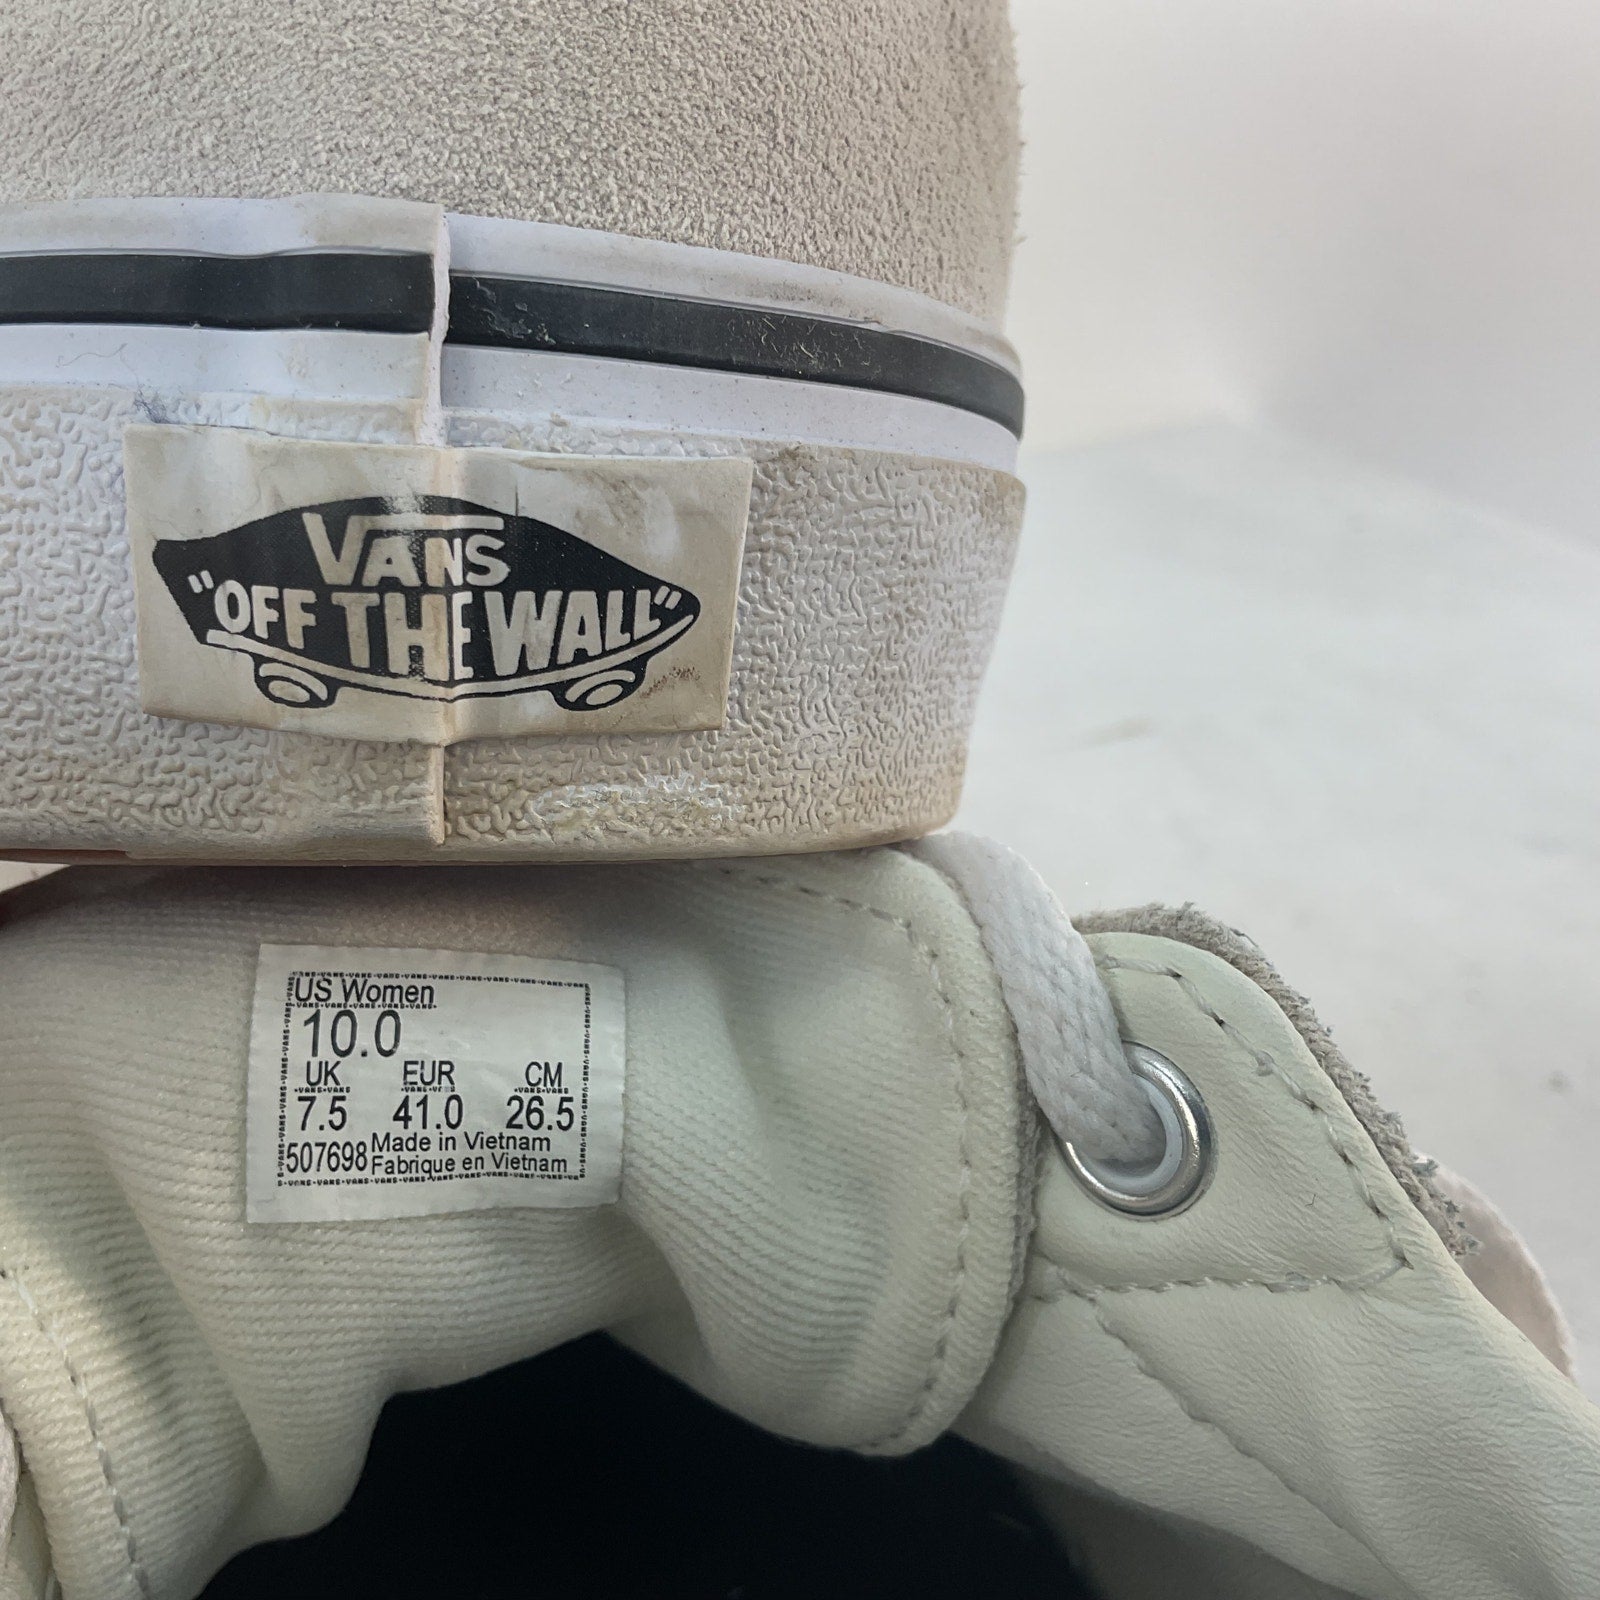 VANS
"OFF THE WALL"
US Women
10.0
UK EUR CM
7.5 41.0 26.5
507698 Made in Vietnam
Fabrique en Vietnam